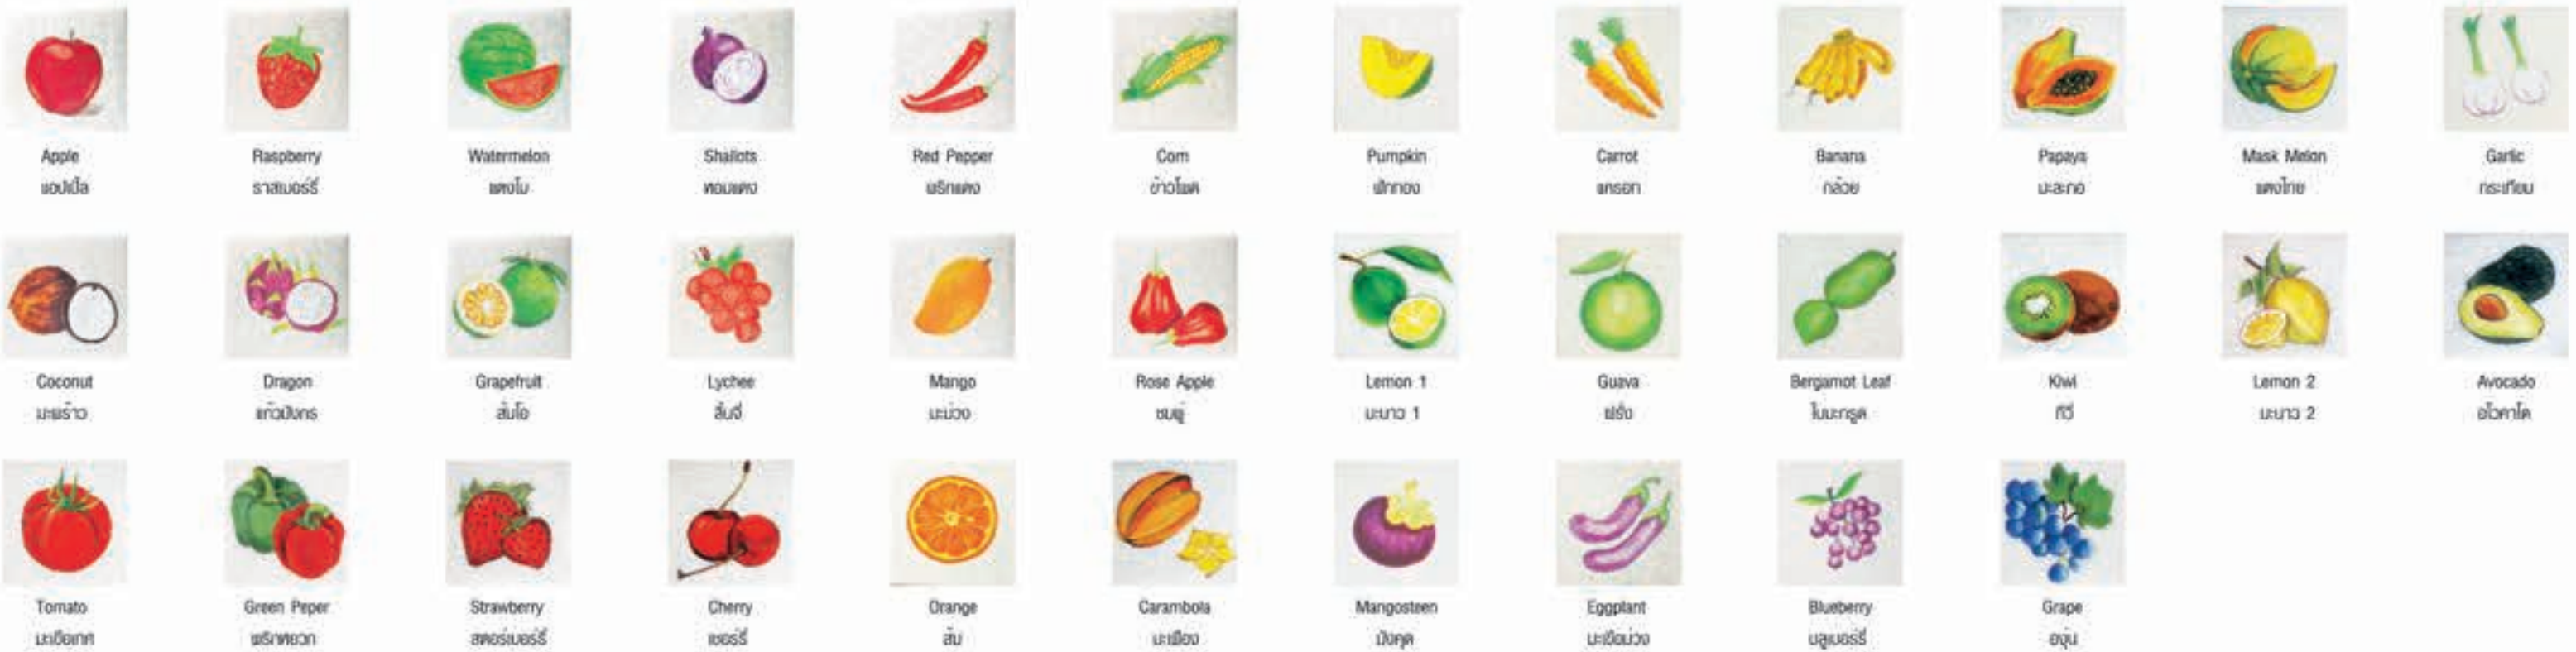 Apple
แอปเปิ้ล
Raspberry
ราสเบอร์รี่
Watermelon
แตงโม
Shallots
หอมแดง
Red Pepper
พริกแดง
Corn
ข้าวโพด
Pumpkin
ฟักทอง
Carrot
แครอท
Banana
กล้วย
Papaya
มะละกอ
Mask Melon
แตงไทย
Garlic
กระเทียม
Coconut
มะพร้าว
Dragon
แก้วมังกร
Grapefruit
ส้มโอ
Lychee
ลิ้นจี่
Mango
มะม่วง
Rose Apple
ชมพู่
Lemon 1
มะนาว 1
Guava
ฝรั่ง
Bergamot Leaf
ใบมะกรูด
Kiwi
กีวี
Lemon 2
มะนาว 2
Avocado
อโวคาโด
Tomato
มะเขือเทศ
Green Peper
พริกหยวก
Strawberry
สตอร์เบอร์รี่
Cherry
เชอร์รี่
Orange
ส้ม
Carambola
มะเฟือง
Mangosteen
มังคุด
Eggplant
มะเขือม่วง
Blueberry
บลูเบอร์รี่
Grape
องุ่น